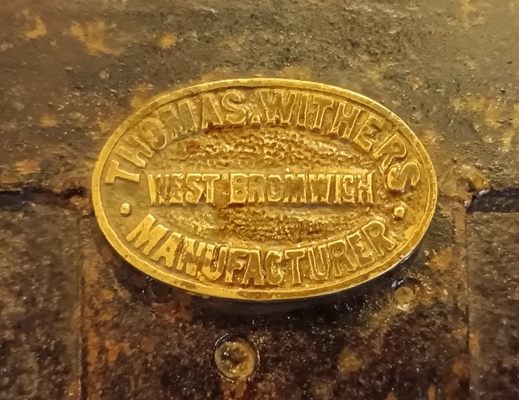 THOMAS. WITHERS.
WEST BROMWICH
• MANUFACTURER •